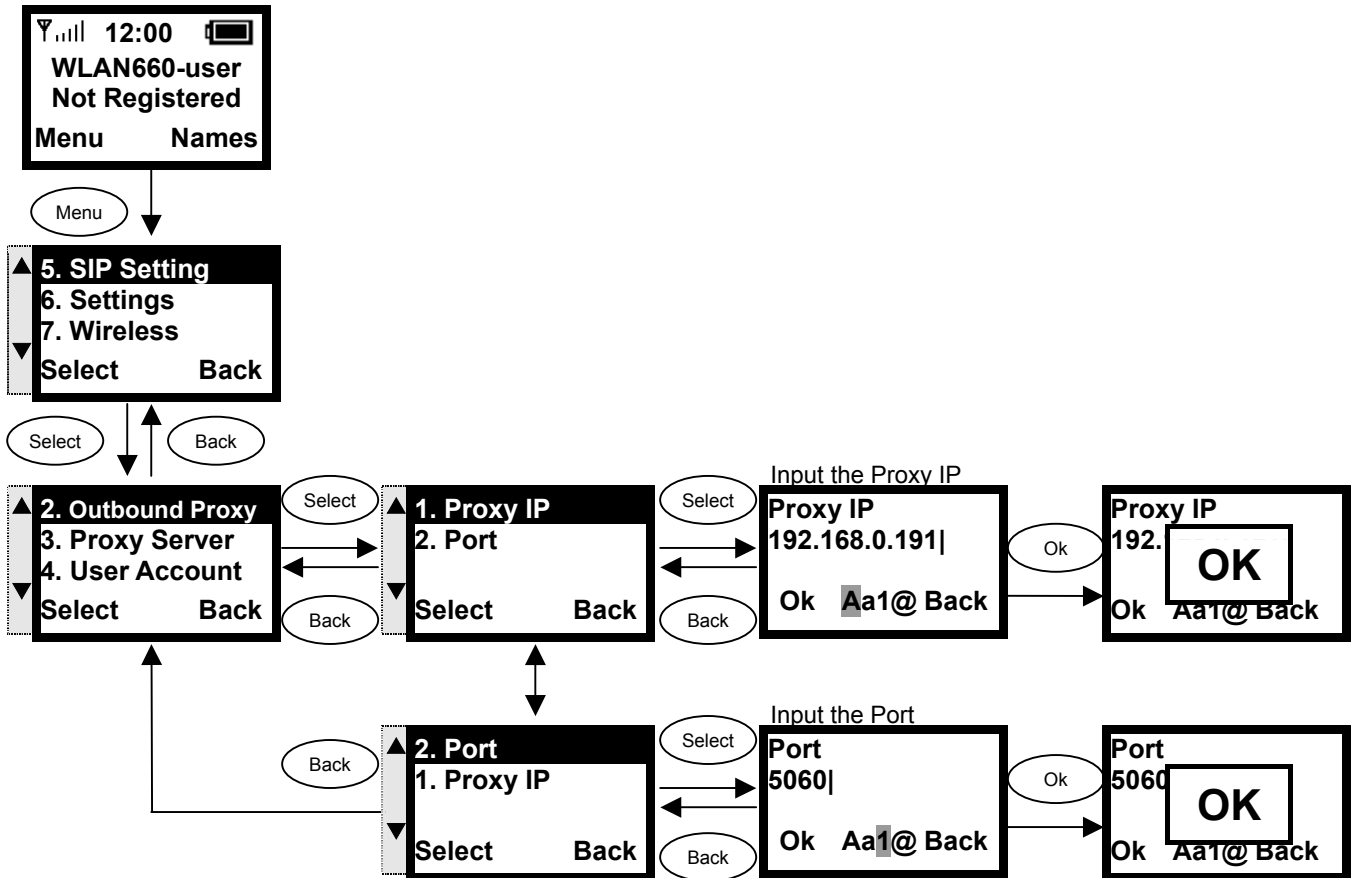 12:00
WLAN660-user
Not Registered
Menu Names
Menu
5. SIP Setting
6. Settings
7. Wireless
Select Back
Select
Back
2. Outbound Proxy
3. Proxy Server
4. User Account
Select Back
Select
Back
1. Proxy IP
2. Port
Select Back
Select
Back
Input the Proxy IP
Proxy IP
192.168.0.191|
Ok Aa1@ Back
Ok
Proxy IP
192.
OK
Ok Aa1@ Back
Back
2. Port
1. Proxy IP
Select Back
Select
Back
Input the Port
Port
5060|
Ok Aa1@ Back
Ok
Port
5060
OK
Ok Aa1@ Back